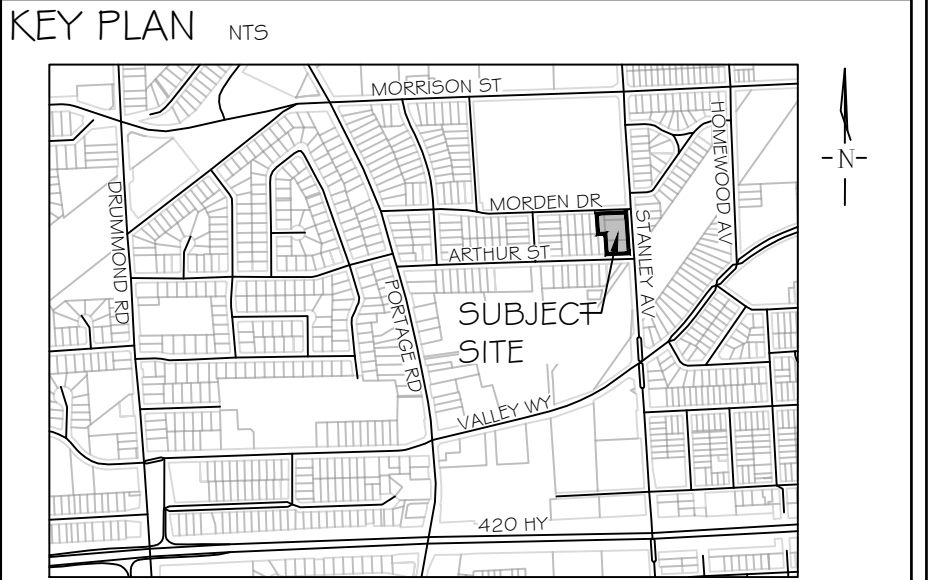 KEY PLAN NTS
MORRISON ST
HOMEWOOD AV
-N-
DRUMMOND RD
MORDEN DR
STANLEY AV
ARTHUR ST
PORTAGE RD
SUBJECT
SITE
VALLEY WY
420 HY